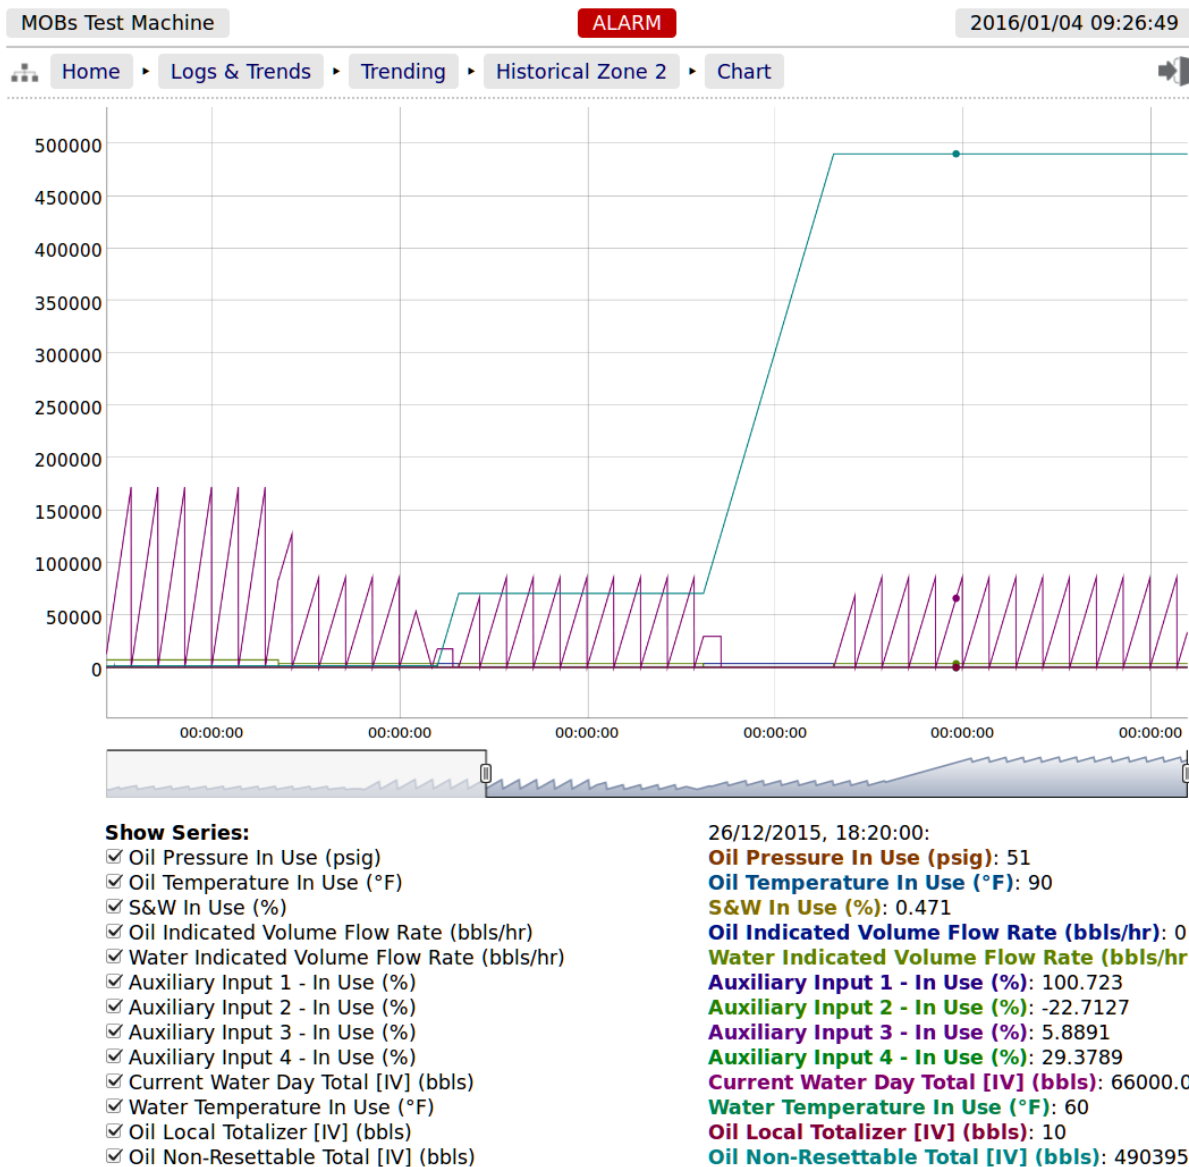 MOBs Test Machine ALARM 2016/01/04 09:26:49
Home ▸ Logs & Trends ▸ Trending ▸ Historical Zone 2 ▸ Chart
500000
450000
400000
350000
300000
250000
200000
150000
100000
50000
0
00:00:00 00:00:00 00:00:00 00:00:00 00:00:00 00:00:00
Show Series: 26/12/2015, 18:20:00:
Oil Pressure In Use (psig) Oil Pressure In Use (psig): 51
Oil Temperature In Use (°F) Oil Temperature In Use (°F): 90
S&W In Use (%) S&W In Use (%): 0.471
Oil Indicated Volume Flow Rate (bbls/hr) Oil Indicated Volume Flow Rate (bbls/hr): 0
Water Indicated Volume Flow Rate (bbls/hr) Water Indicated Volume Flow Rate (bbls/hr
Auxiliary Input 1 - In Use (%) Auxiliary Input 1 - In Use (%): 100.723
Auxiliary Input 2 - In Use (%) Auxiliary Input 2 - In Use (%): -22.7127
Auxiliary Input 3 - In Use (%) Auxiliary Input 3 - In Use (%): 5.8891
Auxiliary Input 4 - In Use (%) Auxiliary Input 4 - In Use (%): 29.3789
Current Water Day Total [IV] (bbls) Current Water Day Total [IV] (bbls): 66000.0
Water Temperature In Use (°F) Water Temperature In Use (°F): 60
Oil Local Totalizer [IV] (bbls) Oil Local Totalizer [IV] (bbls): 10
Oil Non-Resettable Total [IV] (bbls) Oil Non-Resettable Total [IV] (bbls): 490395